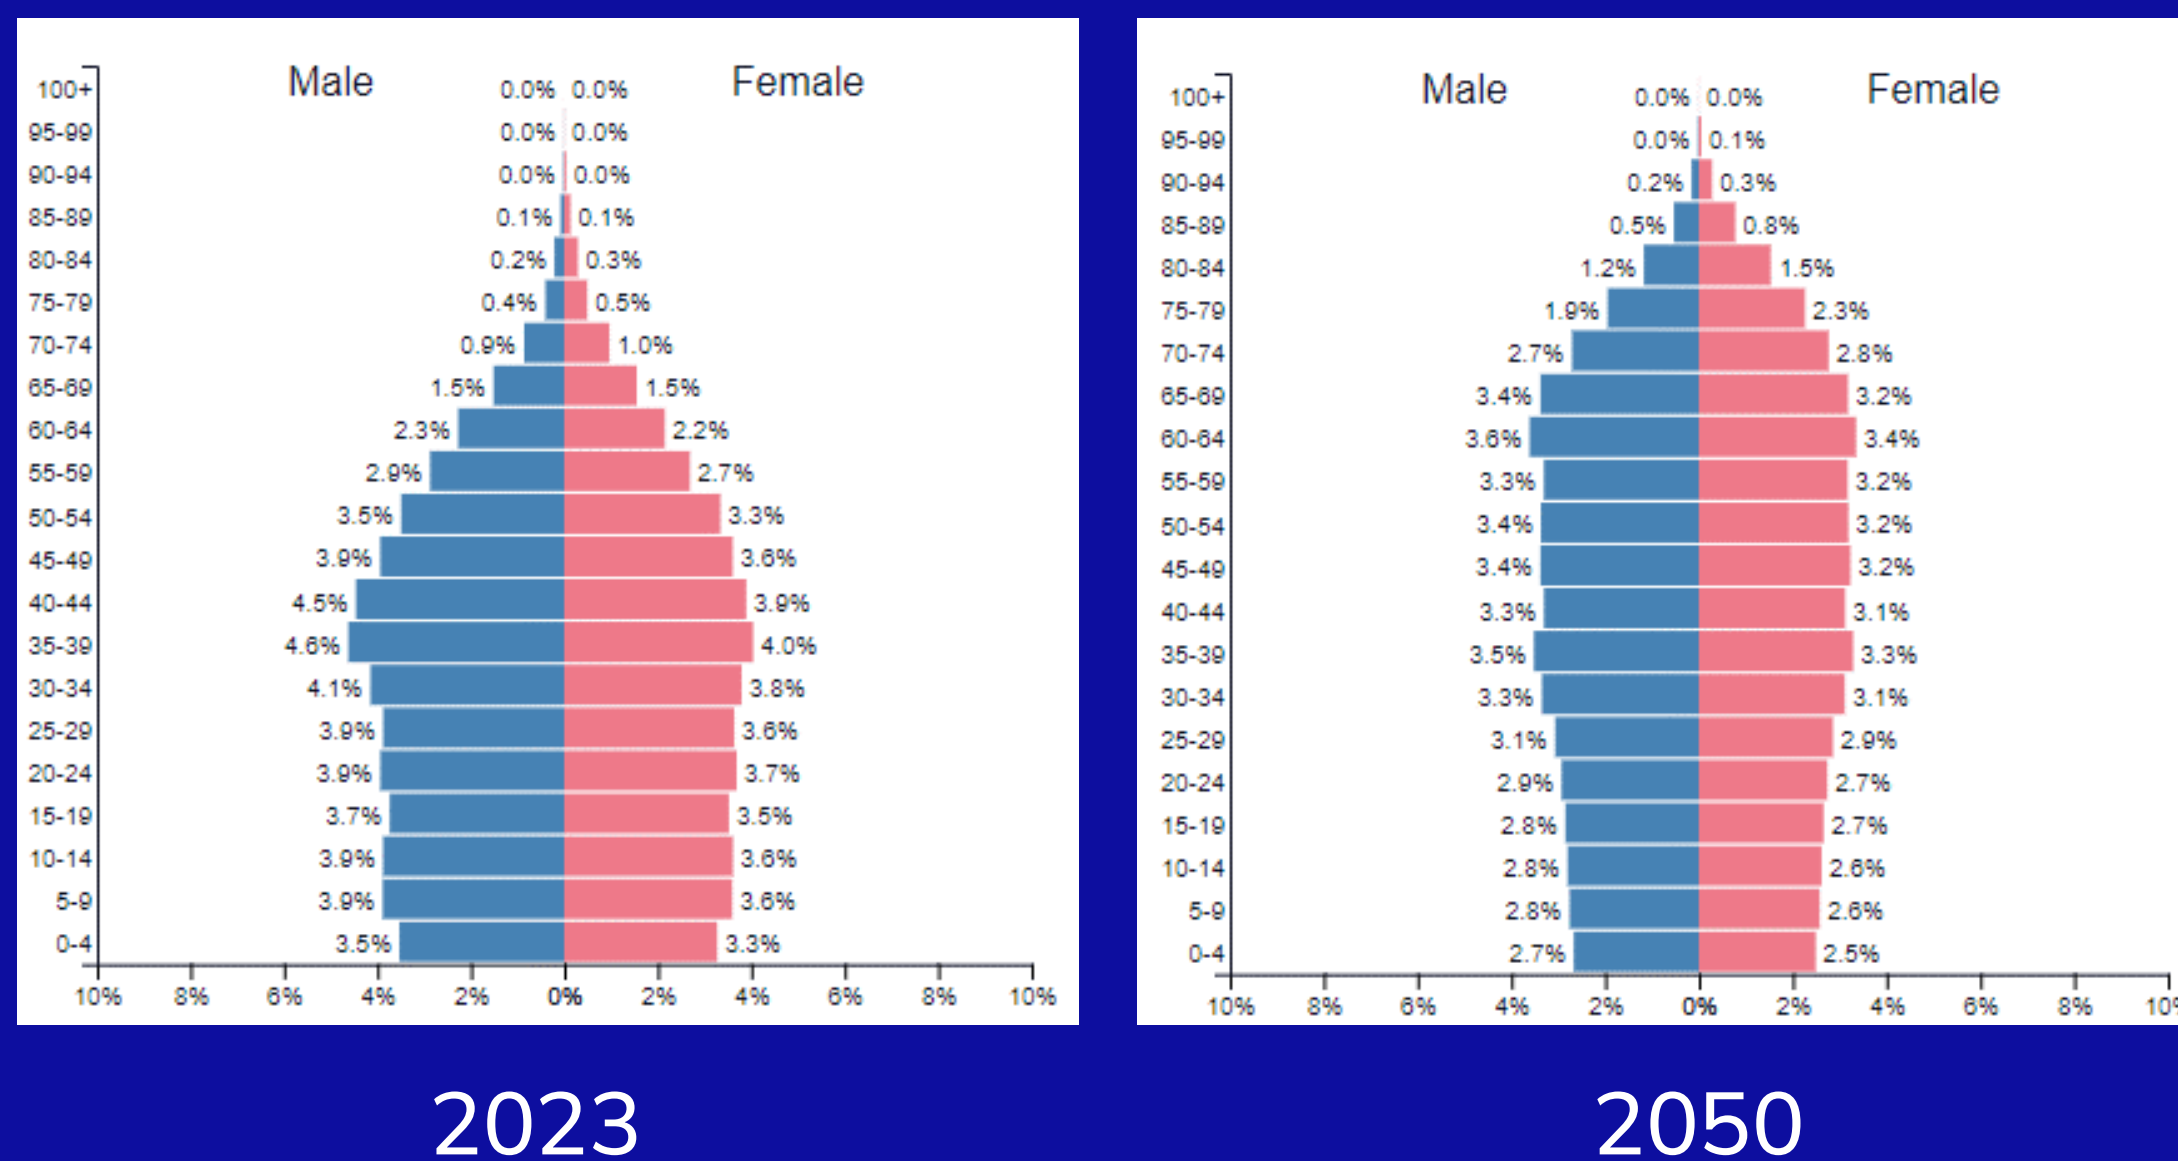 Male Female
100+ 0.0% 0.0%
95-99 0.0% 0.0%
90-94 0.0% 0.0%
85-89 0.1% 0.1%
80-84 0.2% 0.3%
75-79 0.4% 0.5%
70-74 0.9% 1.0%
65-69 1.5% 1.5%
60-64 2.3% 2.2%
55-59 2.9% 2.7%
50-54 3.5% 3.3%
45-49 3.9% 3.6%
40-44 4.5% 3.9%
35-39 4.6% 4.0%
30-34 4.1% 3.8%
25-29 3.9% 3.6%
20-24 3.9% 3.7%
15-19 3.7% 3.5%
10-14 3.9% 3.6%
5-9 3.9% 3.6%
0-4 3.5% 3.3%
10% 8% 6% 4% 2% 0% 2% 4% 6% 8% 10%
2023
Male Female
100+ 0.0% 0.0%
95-99 0.0% 0.1%
90-94 0.2% 0.3%
85-89 0.5% 0.8%
80-84 1.2% 1.5%
75-79 1.9% 2.3%
70-74 2.7% 2.8%
65-69 3.4% 3.2%
60-64 3.6% 3.4%
55-59 3.3% 3.2%
50-54 3.4% 3.2%
45-49 3.4% 3.2%
40-44 3.3% 3.1%
35-39 3.5% 3.3%
30-34 3.3% 3.1%
25-29 3.1% 2.9%
20-24 2.9% 2.7%
15-19 2.8% 2.7%
10-14 2.8% 2.6%
5-9 2.8% 2.6%
0-4 2.7% 2.5%
10% 8% 6% 4% 2% 0% 2% 4% 6% 8% 10%
2050